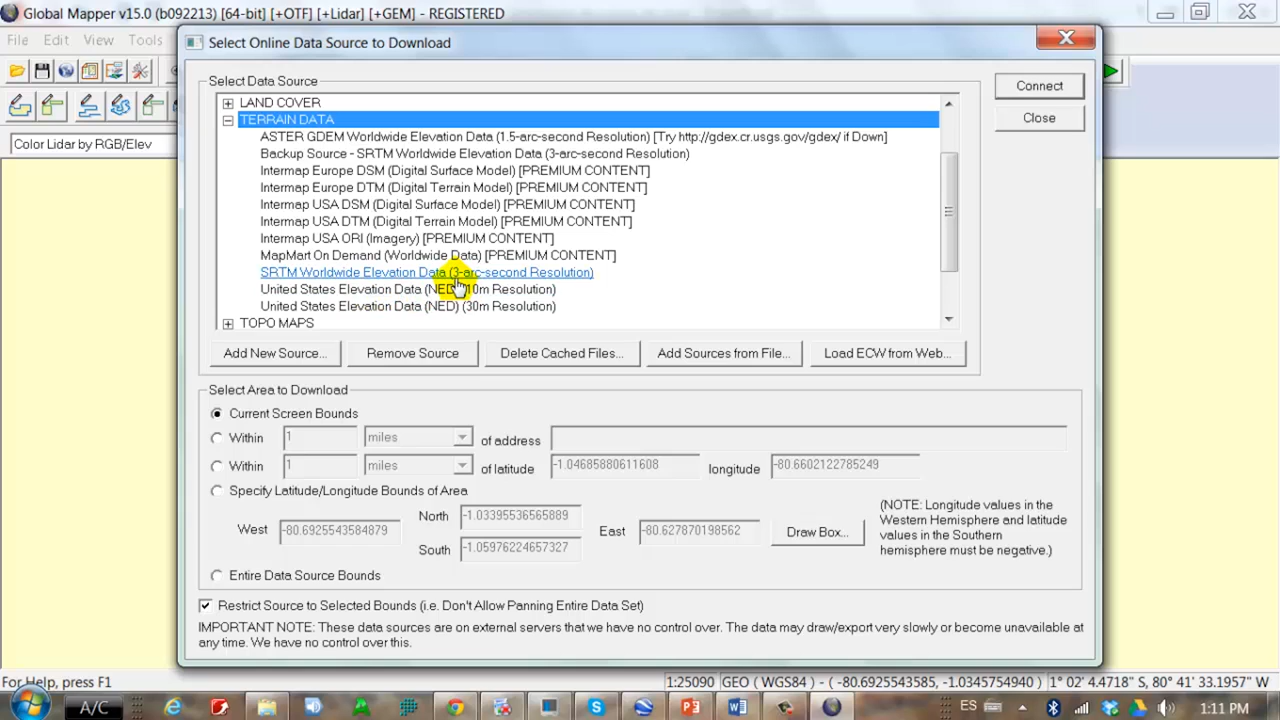 Global Mapper v15.0 (b092213) [64-bit] [+OTF] [+Lidar] [+GEM] - REGISTERED
File Edit View Tools
Select Online Data Source to Download
Color Lidar by RGB/Elev
Select Data Source
LAND COVER
TERRAIN DATA
ASTER GDEM Worldwide Elevation Data (1.5-arc-second Resolution) [Try http://gdex.cr.usgs.gov/gdex/ if Down]
Backup Source - SRTM Worldwide Elevation Data (3-arc-second Resolution)
Intermap Europe DSM (Digital Surface Model) [PREMIUM CONTENT]
Intermap Europe DTM (Digital Terrain Model) [PREMIUM CONTENT]
Intermap USA DSM (Digital Surface Model) [PREMIUM CONTENT]
Intermap USA DTM (Digital Terrain Model) [PREMIUM CONTENT]
Intermap USA ORI (Imagery) [PREMIUM CONTENT]
MapMart On Demand (Worldwide Data) [PREMIUM CONTENT]
SRTM Worldwide Elevation Data (3-arc-second Resolution)
United States Elevation Data (NED) (10m Resolution)
United States Elevation Data (NED) (30m Resolution)
TOPO MAPS
Connect
Close
Add New Source... Remove Source Delete Cached Files... Add Sources from File... Load ECW from Web...
Select Area to Download
Current Screen Bounds
Within 1 miles of address
Within 1 miles of latitude -1.04685880611608 longitude -80.6602122785249
Specify Latitude/Longitude Bounds of Area
North -1.03395536565889
West -80.6925543584879 East -80.627870198562 Draw Box...
South -1.05976224657327
(NOTE: Longitude values in the
Western Hemisphere and latitude
values in the Southern
hemisphere must be negative.)
Entire Data Source Bounds
Restrict Source to Selected Bounds (i.e. Don't Allow Panning Entire Data Set)
IMPORTANT NOTE: These data sources are on external servers that we have no control over. The data may draw/export very slowly or become unavailable at
any time. We have no control over this.
For Help, press F1 1:25090 GEO (WGS84) - ( -80.6925543585, -1.0345754940 ) 1° 02' 4.4718" S, 80° 41' 33.1957" W
A/C ES 1:11 PM